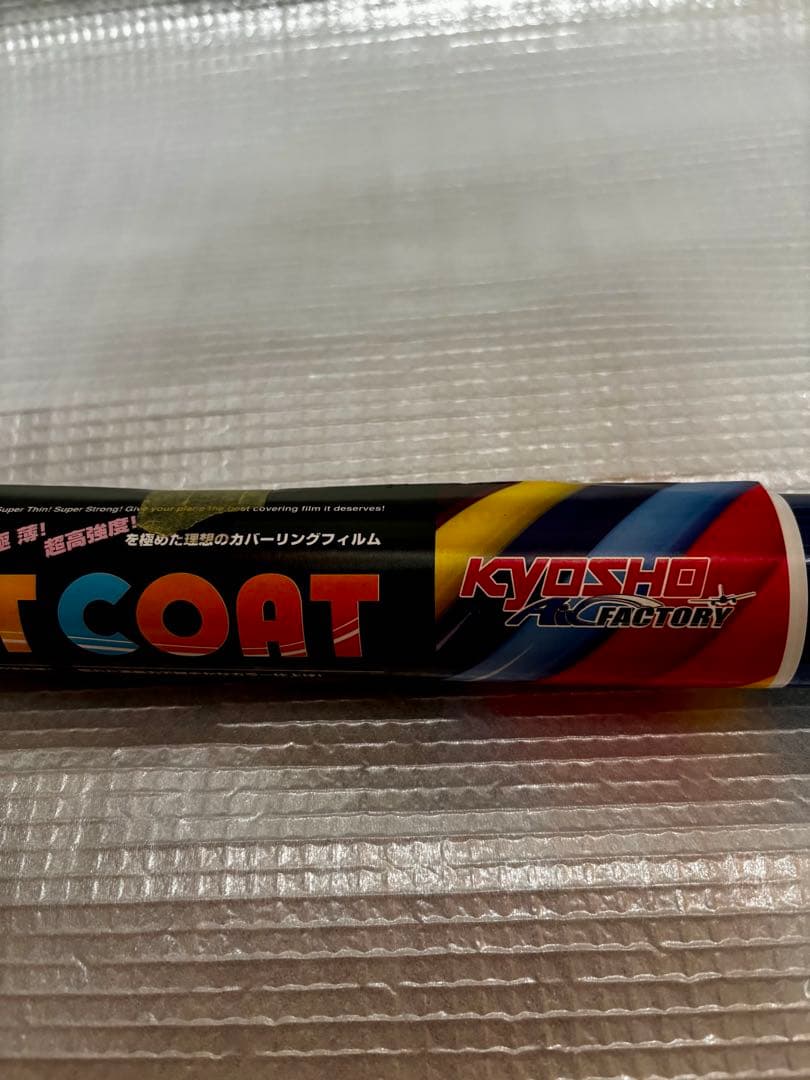 Super Thin! Super Strong! Give your plane the best covering film it deserves!
極薄!
超高強度!
を極めた理想のカバーリングフィルム
T COAT
KYOSHO
AiR FACTORY